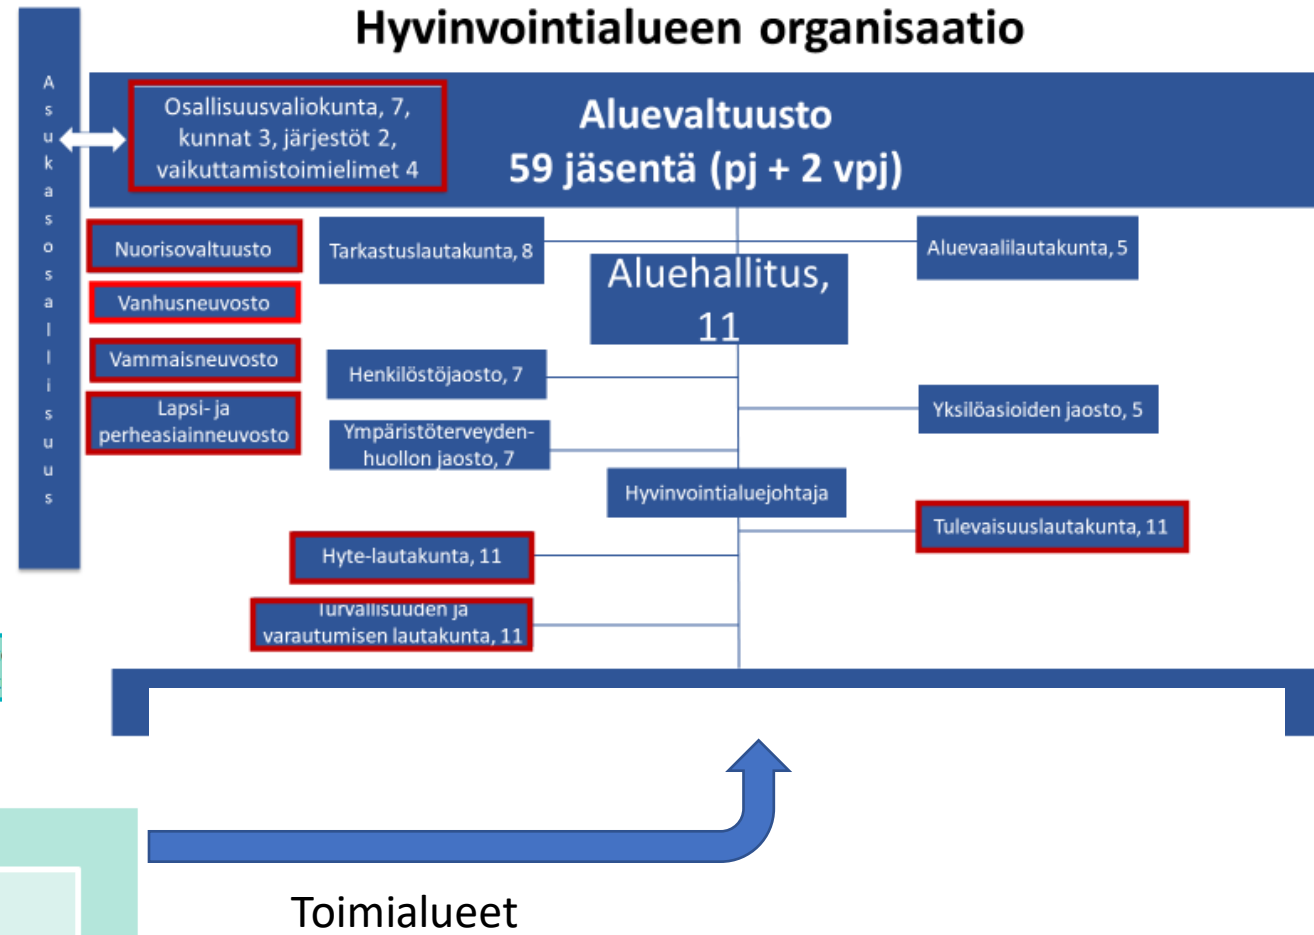 Hyvinvointialueen organisaatio
Asukasosallisuus
Osallisuusvaliokunta, 7,
kunnat 3, järjestöt 2,
vaikuttamistoimielimet 4
Aluevaltuusto
59 jäsentä (pj + 2 vpj)
Nuorisovaltuusto
Tarkastuslautakunta, 8
Aluevaalilautakunta, 5
Aluehallitus,
11
Vanhusneuvosto
Vammaisneuvosto
Henkilöstöjaosto, 7
Lapsi- ja
perheasiainneuvosto
Yksilöasioiden jaosto, 5
Ympäristöterveyden-
huollon jaosto, 7
Hyvinvointialuejohtaja
Tulevaisuuslautakunta, 11
Hyte-lautakunta, 11
Turvallisuuden ja
varautumisen lautakunta, 11
Toimialueet